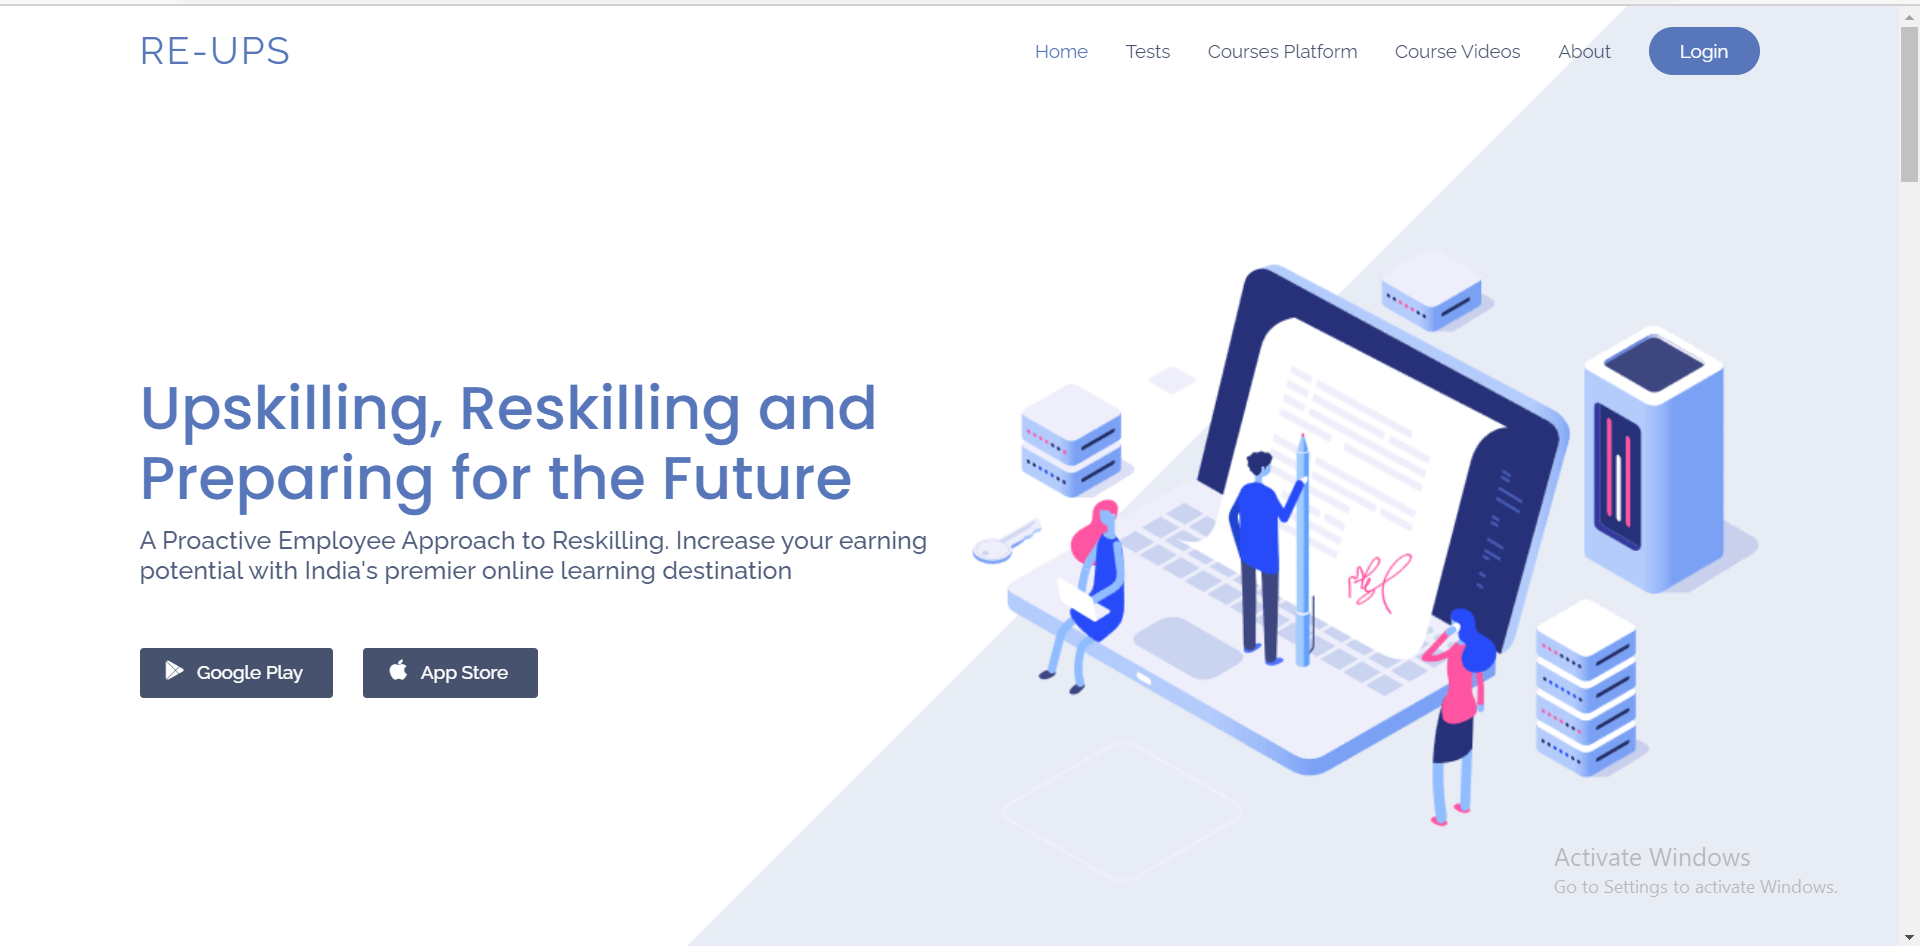 RE-UPS
Home Tests Courses Platform Course Videos About Login
Upskilling, Reskilling and
Preparing for the Future
A Proactive Employee Approach to Reskilling. Increase your earning
potential with India's premier online learning destination
Google Play App Store
Activate Windows
Go to Settings to activate Windows.